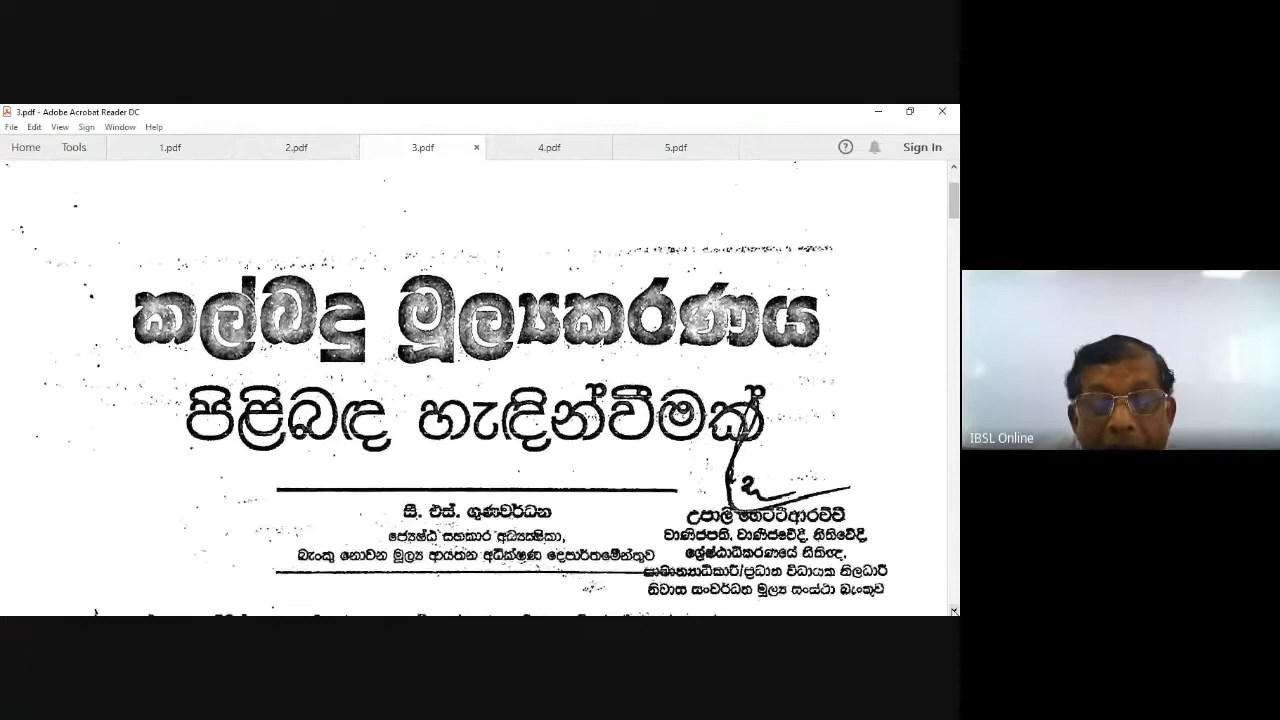 3.pdf - Adobe Acrobat Reader DC
File Edit View Sign Window Help
Home Tools 1.pdf 2.pdf 3.pdf × 4.pdf 5.pdf ? Sign In
කල්බදු මූල්‍යකරණය
පිළිබඳ හැඳින්වීමක්
සී. එස්. ගුණවර්ධන
ජ්‍යෙෂ්ඨ සහකාර අධ්‍යක්ෂිකා,
බැංකු නොවන මූල්‍ය ආයතන අධීක්ෂණ දෙපාර්තමේන්තුව
උපාලි හෙට්ටිආරච්චි
වාණිජපති, වාණිජවේදී, නීතිවේදී,
ශ්‍රේෂ්ඨාධිකරණයේ නීතිඥ,
සාමාන්‍යාධිකාරී/ප්‍රධාන විධායක නිලධාරී
නිවාස සංවර්ධන මූල්‍ය සංස්ථා බැංකුව
IBSL Online